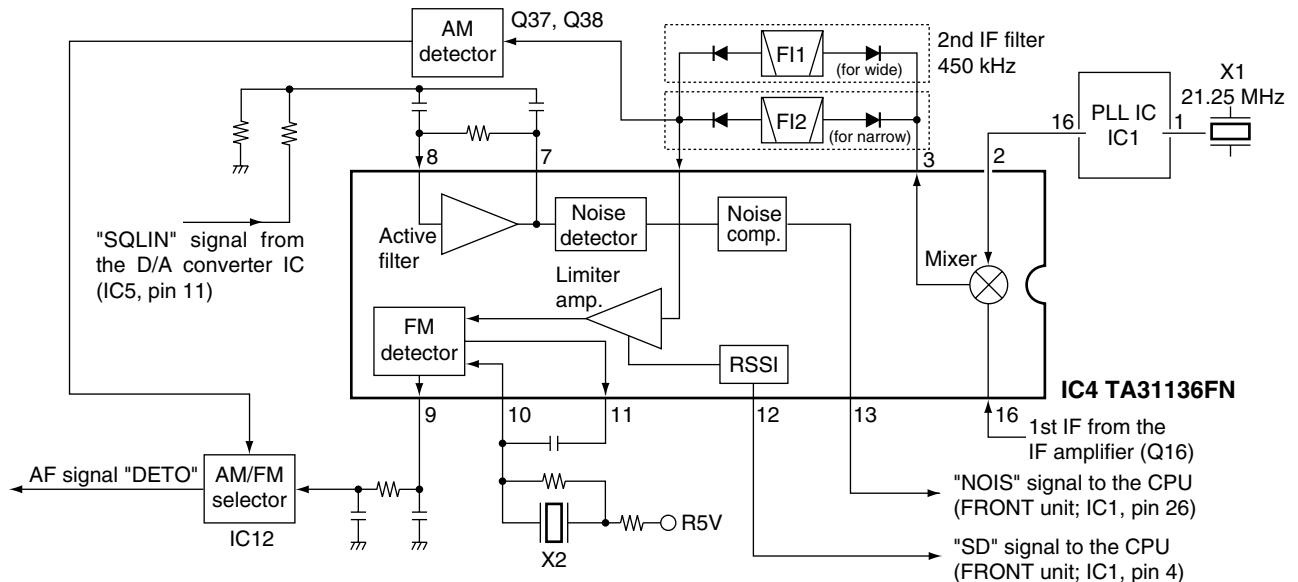 AM
detector
Q37, Q38
FI1
(for wide)
FI2
(for narrow)
2nd IF filter
450 kHz
PLL IC
IC1
X1
21.25 MHz
16
1
8
7
3
2
"SQLIN" signal from
the D/A converter IC
(IC5, pin 11)
Active
filter
Noise
detector
Noise
comp.
Mixer
Limiter
amp.
FM
detector
RSSI
IC4 TA31136FN
9
10
11
12
13
16
1st IF from the
IF amplifier (Q16)
AF signal "DETO"
AM/FM
selector
IC12
X2
R5V
"NOIS" signal to the CPU
(FRONT unit; IC1, pin 26)
"SD" signal to the CPU
(FRONT unit; IC1, pin 4)